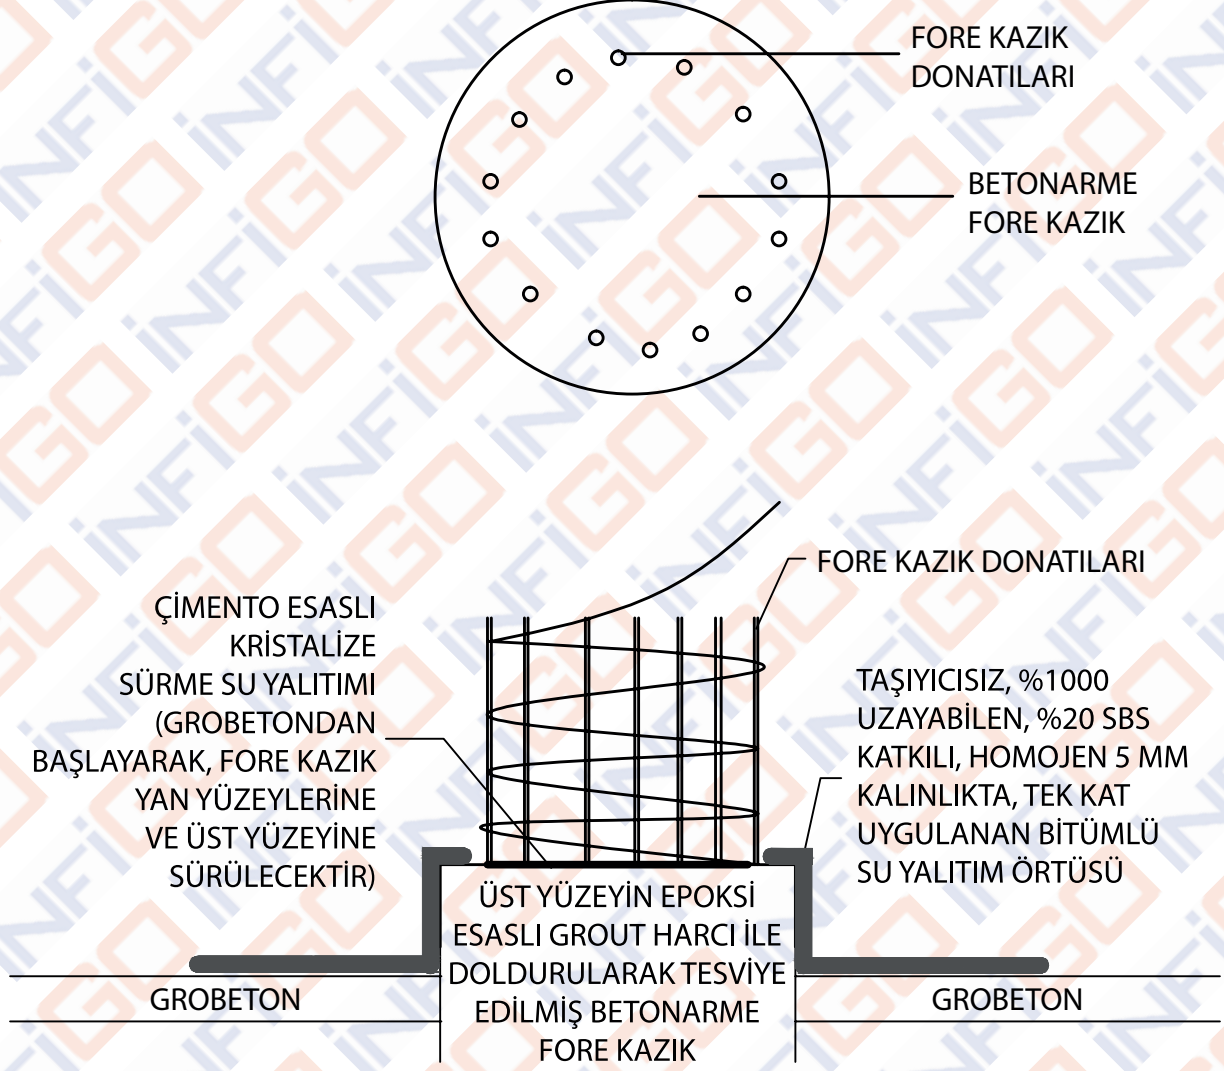 FORE KAZIK
DONATILARI
BETONARME
FORE KAZIK
FORE KAZIK DONATILARI
ÇİMENTO ESASLI
KRİSTALİZE
SÜRME SU YALITIMI
(GROBETONDAN
BAŞLAYARAK, FORE KAZIK
YAN YÜZEYLERİNE
VE ÜST YÜZEYİNE
SÜRÜLECEKTİR)
TAŞIYICISIZ, %1000
UZAYABİLEN, %20 SBS
KATKILI, HOMOJEN 5 MM
KALINLIKTA, TEK KAT
UYGULANAN BİTÜMLÜ
SU YALITIM ÖRTÜSÜ
ÜST YÜZEYİN EPOKSİ
ESASLI GROUT HARCI İLE
DOLDURULARAK TESVİYE
EDİLMİŞ BETONARME
FORE KAZIK
GROBETON
GROBETON
İNFİGO